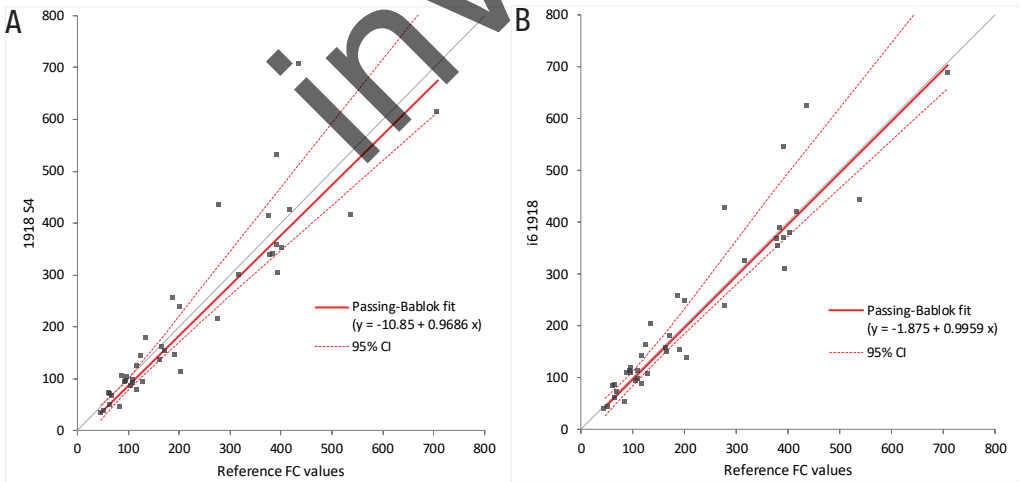 A
800
700
600
500
400
300
200
100
0
0 100 200 300 400 500 600 700 800
1918 S4
Reference FC values
Passing-Bablok fit
(y = -10.85 + 0.9686 x)
95% CI
B
800
700
600
500
400
300
200
100
0
0 100 200 300 400 500 600 700 800
i6 1918
Reference FC values
Passing-Bablok fit
(y = -1.875 + 0.9959 x)
95% CI